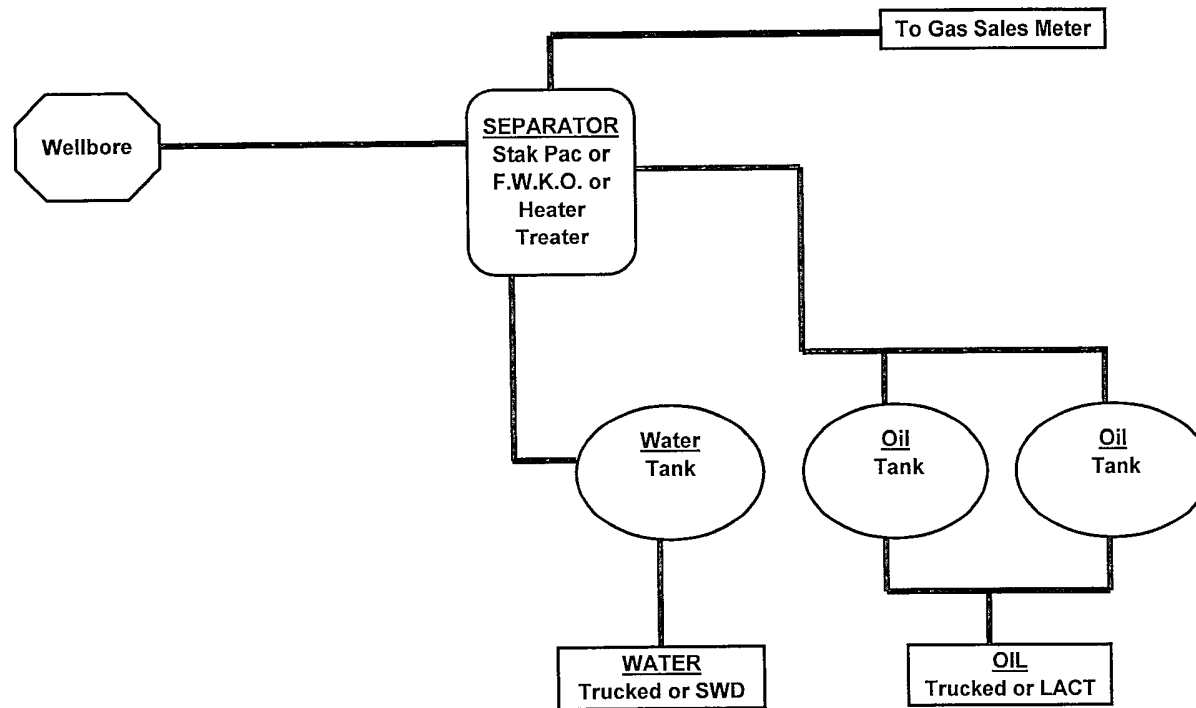 To Gas Sales Meter
Wellbore
SEPARATOR
Stak Pac or
F.W.K.O. or
Heater
Treater
Water
Tank
Oil
Tank
Oil
Tank
WATER
Trucked or SWD
OIL
Trucked or LACT